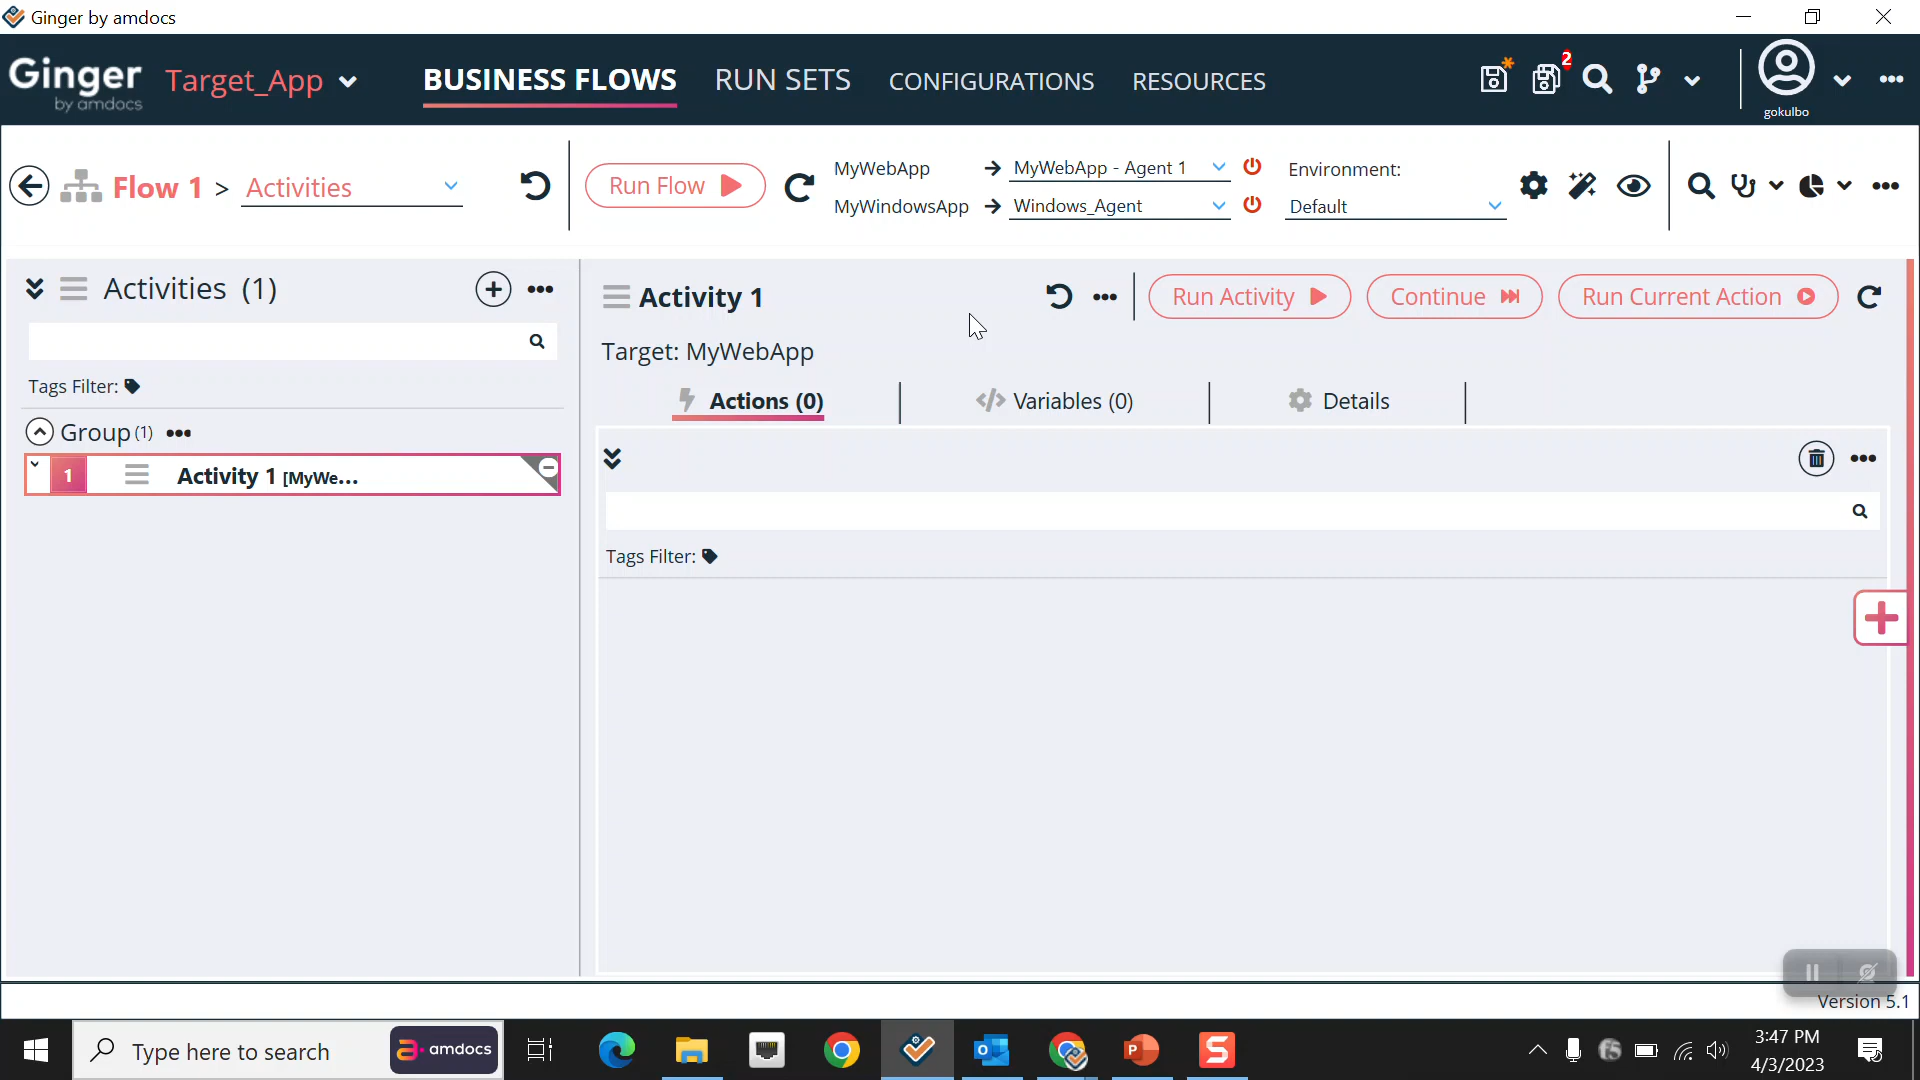 Ginger by amdocs
Ginger
by amdocs
Target_App
BUSINESS FLOWS
RUN SETS
CONFIGURATIONS
RESOURCES
2
gokulbo
Flow 1 > Activities
Run Flow
MyWebApp
MyWebApp - Agent 1
Environment:
MyWindowsApp
Windows_Agent
Default
Activities (1)
Activity 1
Run Activity
Continue
Run Current Action
Target: MyWebApp
Tags Filter:
Actions (0)
Variables (0)
Details
Group (1)
1
Activity 1 [MyWe...
Tags Filter:
Version 5.1
Type here to search
amdocs
3:47 PM
4/3/2023